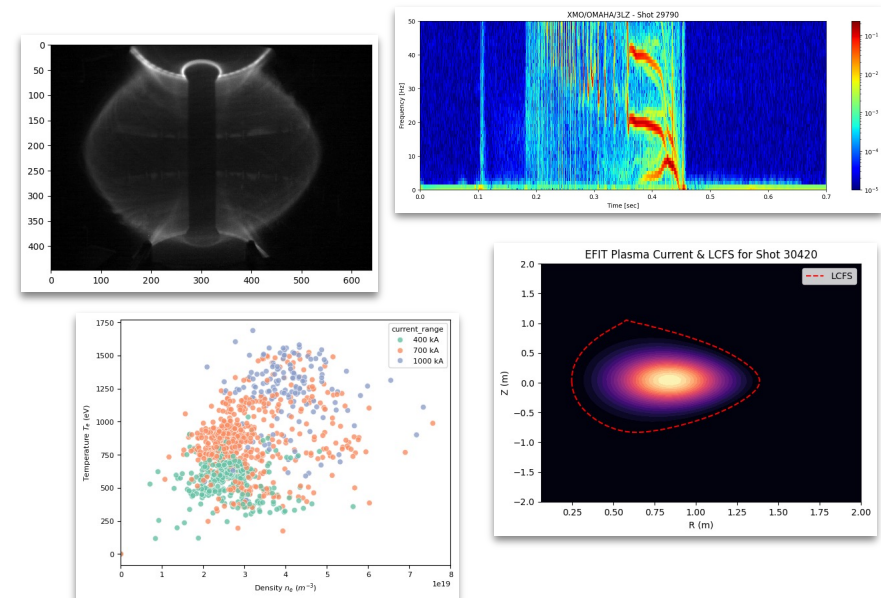 0
50
100
150
200
250
300
350
400
0 100 200 300 400 500 600
XMO/OMAHA/3LZ - Shot 29790
Frequency [Hz]
50
40
30
20
10
0
0.0 0.1 0.2 0.3 0.4 0.5 0.6 0.7
Time [sec]
10⁻¹
10⁻²
10⁻³
10⁻⁴
10⁻⁵
Temperature Tₑ (eV)
1750
1500
1250
1000
750
500
250
0
current_range
400 kA
700 kA
1000 kA
0 1 2 3 4 5 6 7 8
1e19
Density nₑ (m⁻³)
EFIT Plasma Current & LCFS for Shot 30420
LCFS
Z (m)
2.0
1.5
1.0
0.5
0.0
−0.5
−1.0
−1.5
−2.0
0.25 0.50 0.75 1.00 1.25 1.50 1.75 2.00
R (m)